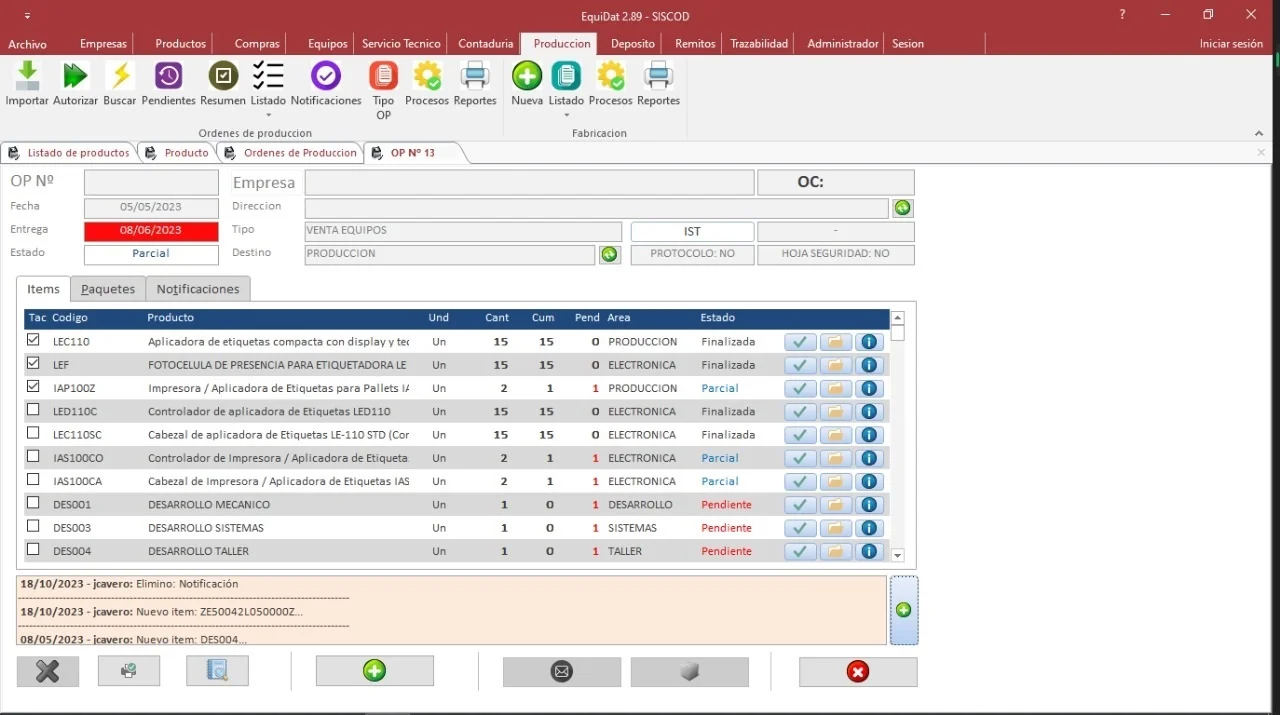 EquiDat 2.89 - SISCOD
?
Archivo Empresas Productos Compras Equipos Servicio Tecnico Contaduria Produccion Deposito Remitos Trazabilidad Administrador Sesion Iniciar sesión
Importar Autorizar Buscar Pendientes Resumen Listado Notificaciones Tipo OP Procesos Reportes Nueva Listado Procesos Reportes
Ordenes de produccion Fabricacion
Listado de productos Producto Ordenes de Produccion OP Nº 13
OP Nº Empresa OC:
Fecha 05/05/2023 Direccion
Entrega 08/06/2023 Tipo VENTA EQUIPOS IST -
Estado Parcial Destino PRODUCCION PROTOCOLO: NO HOJA SEGURIDAD: NO
Items Paquetes Notificaciones
Tac Codigo Producto Und Cant Cum Pend Area Estado
LEC110 Aplicadora de etiquetas compacta con display y tec Un 15 15 0 PRODUCCION Finalizada
LEF FOTOCELULA DE PRESENCIA PARA ETIQUETADORA LE Un 15 15 0 ELECTRONICA Finalizada
IAP100Z Impresora / Aplicadora de Etiquetas para Pallets IA Un 2 1 1 PRODUCCION Parcial
LED110C Controlador de aplicadora de Etiquetas LED110 Un 15 15 0 ELECTRONICA Finalizada
LEC110SC Cabezal de aplicadora de Etiquetas LE-110 STD (Cor Un 15 15 0 ELECTRONICA Finalizada
IAS100CO Controlador de Impresora / Aplicadora de Etiqueta Un 2 1 1 ELECTRONICA Parcial
IAS100CA Cabezal de Impresora / Aplicadora de Etiquetas IAS Un 2 1 1 ELECTRONICA Parcial
DES001 DESARROLLO MECANICO Un 1 0 1 DESARROLLO Pendiente
DES003 DESARROLLO SISTEMAS Un 1 0 1 SISTEMAS Pendiente
DES004 DESARROLLO TALLER Un 1 0 1 TALLER Pendiente
18/10/2023 - jcavero: Elimino: Notificación
18/10/2023 - jcavero: Nuevo item: ZE50042L050000Z...
08/05/2023 - jcavero: Nuevo item: DES004...